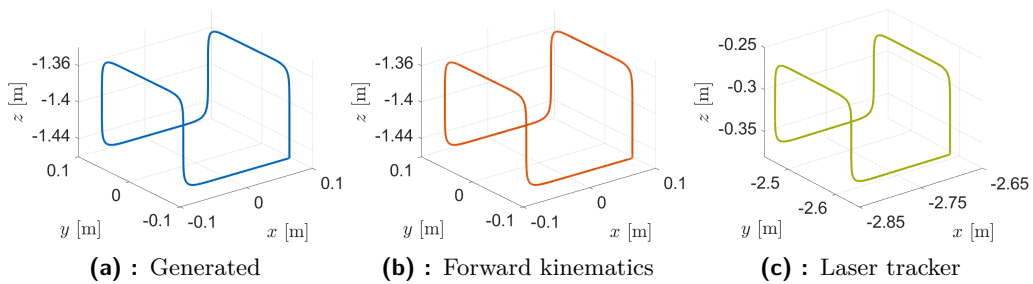 z [m]
-1.36
-1.4
-1.44
0.1
0
-0.1
y [m]
-0.1
0
0.1
x [m]
(a) : Generated
z [m]
-1.36
-1.4
-1.44
0.1
0
-0.1
y [m]
-0.1
0
0.1
x [m]
(b) : Forward kinematics
z [m]
-0.25
-0.3
-0.35
-2.5
-2.6
y [m]
-2.85
-2.75
-2.65
x [m]
(c) : Laser tracker